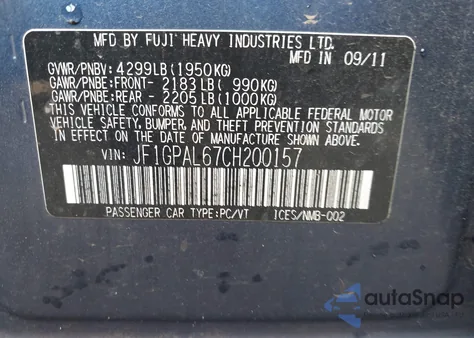 MFD BY FUJI HEAVY INDUSTRIES LTD.
MFD IN 09/11
GVWR/PNBV: 4299LB(1950KG)
GAWR/PNBE:FRONT- 2183LB( 990KG)
GAWR/PNBE:REAR - 2205LB(1000KG)
THIS VEHICLE CONFORMS TO ALL APPLICABLE FEDERAL MOTOR
VEHICLE SAFETY, BUMPER, AND THEFT PREVENTION STANDARDS
IN EFFECT ON THE DATE OF MANUFACTURE SHOWN ABOVE.
VIN: JF1GPAL67CH200157
PASSENGER CAR TYPE:PC/VT ICES/NMB-002
autoSnap